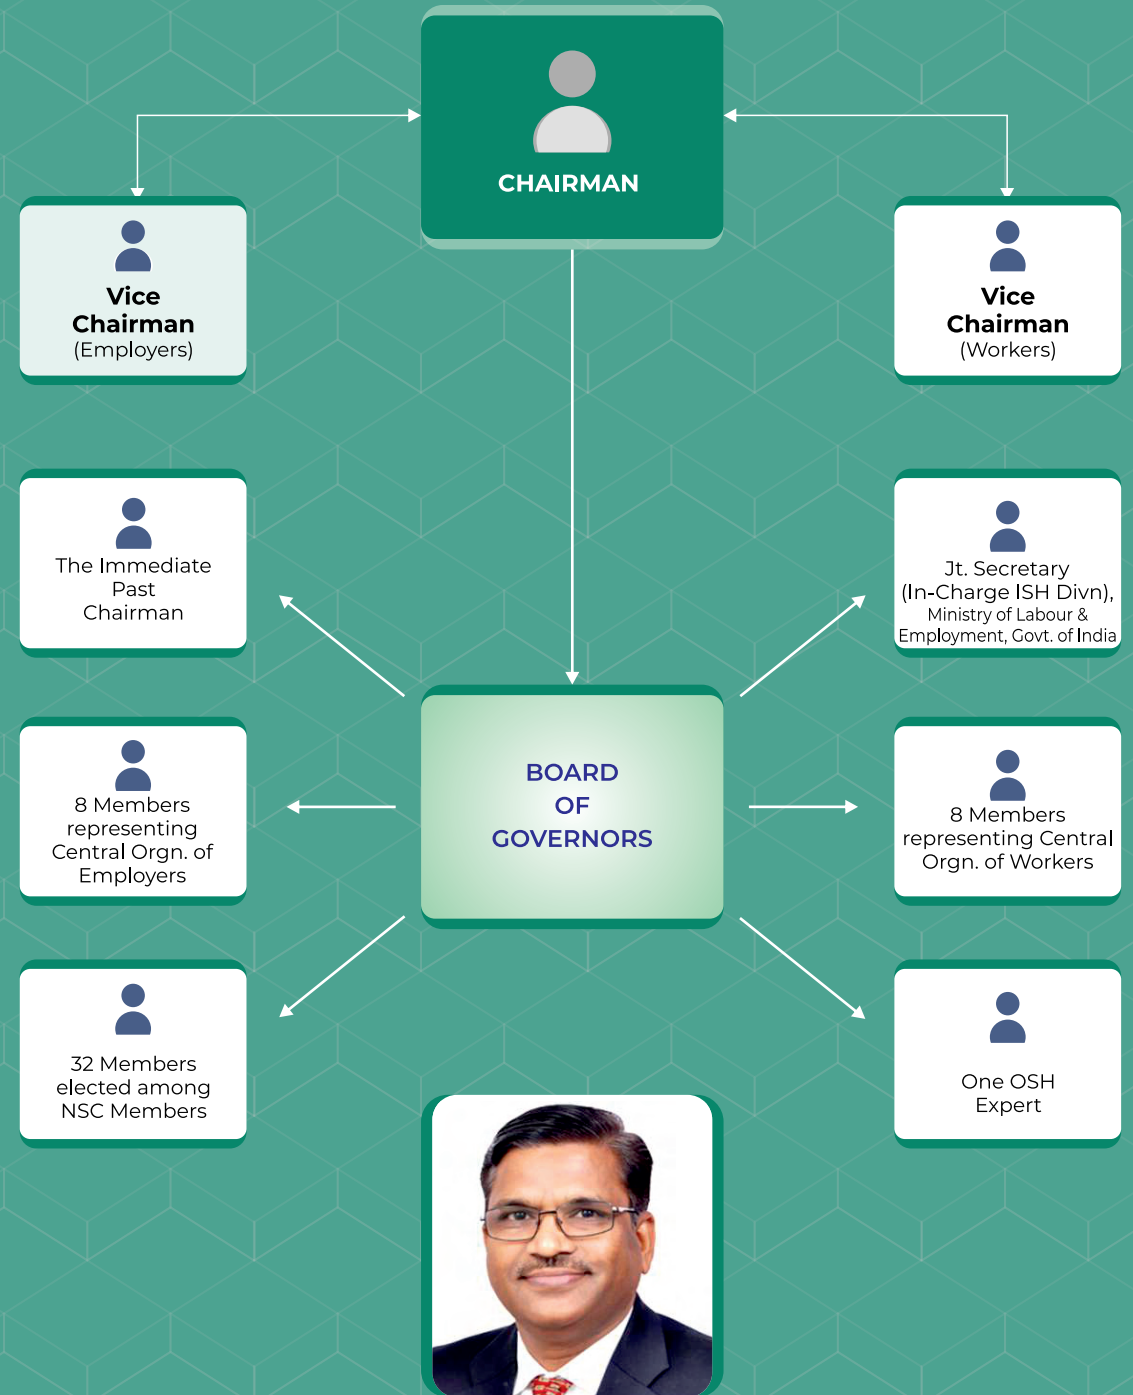 CHAIRMAN
Vice
Chairman
(Employers)
Vice
Chairman
(Workers)
The Immediate
Past
Chairman
Jt. Secretary
(In-Charge ISH Divn),
Ministry of Labour &
Employment, Govt. of India
BOARD
OF
GOVERNORS
8 Members
representing
Central Orgn. of
Employers
8 Members
representing Central
Orgn. of Workers
32 Members
elected among
NSC Members
One OSH
Expert